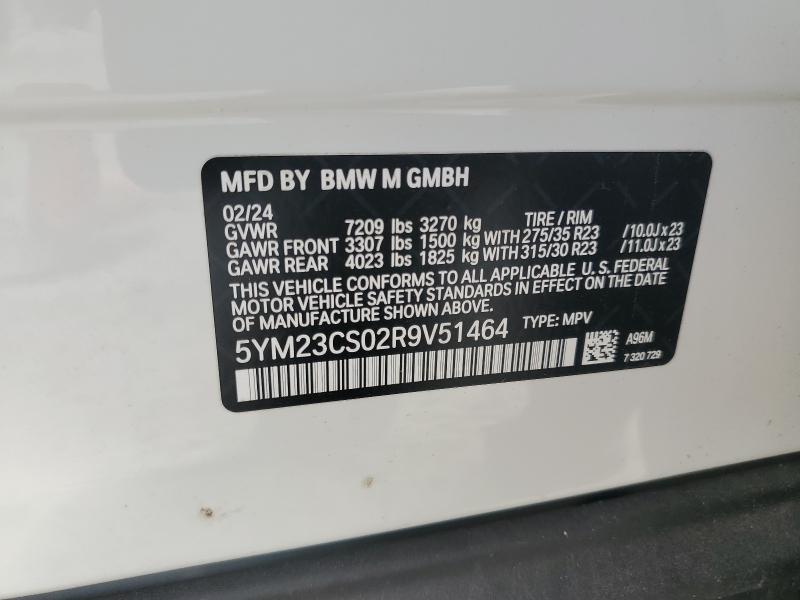 MFD BY BMW M GMBH
02/24 TIRE / RIM
GVWR 7209 lbs 3270 kg
GAWR FRONT 3307 lbs 1500 kg WITH 275/35 R23 /10.0J x 23
GAWR REAR 4023 lbs 1825 kg WITH 315/30 R23 /11.0J x 23
THIS VEHICLE CONFORMS TO ALL APPLICABLE U. S. FEDERAL
MOTOR VEHICLE SAFETY STANDARDS IN EFFECT ON THE DATE
OF MANUFACTURE SHOWN ABOVE.
5YM23CS02R9V51464 TYPE: MPV
A96M
7 320 729